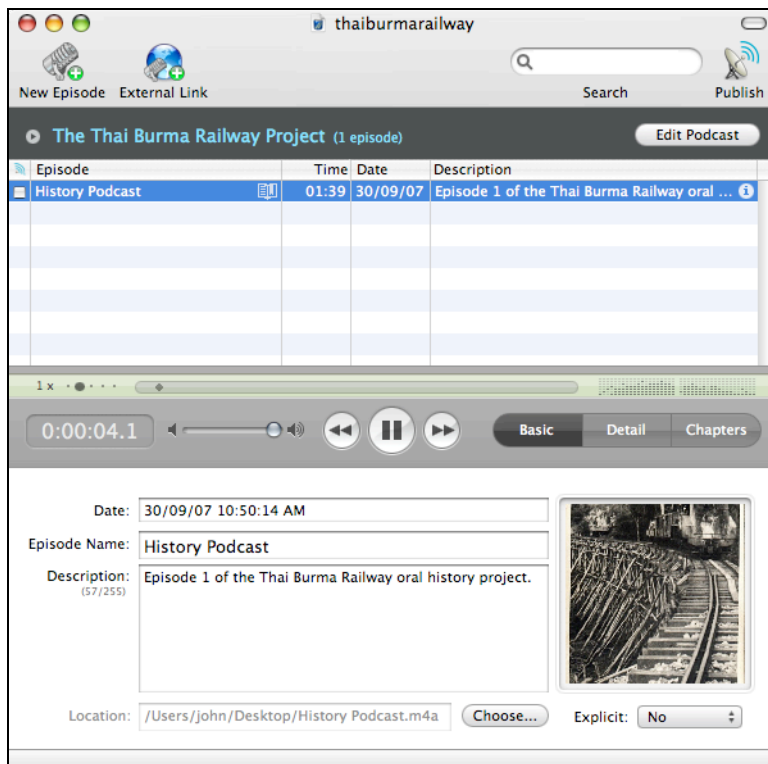 thaiburmarailway
New Episode External Link Search Publish
The Thai Burma Railway Project (1 episode) Edit Podcast
Episode Time Date Description
History Podcast 01:39 30/09/07 Episode 1 of the Thai Burma Railway oral ...
1 x
0:00:04.1 Basic Detail Chapters
Date: 30/09/07 10:50:14 AM
Episode Name: History Podcast
Description: Episode 1 of the Thai Burma Railway oral history project.
(57/255)
Location: /Users/john/Desktop/History Podcast.m4a Choose... Explicit: No